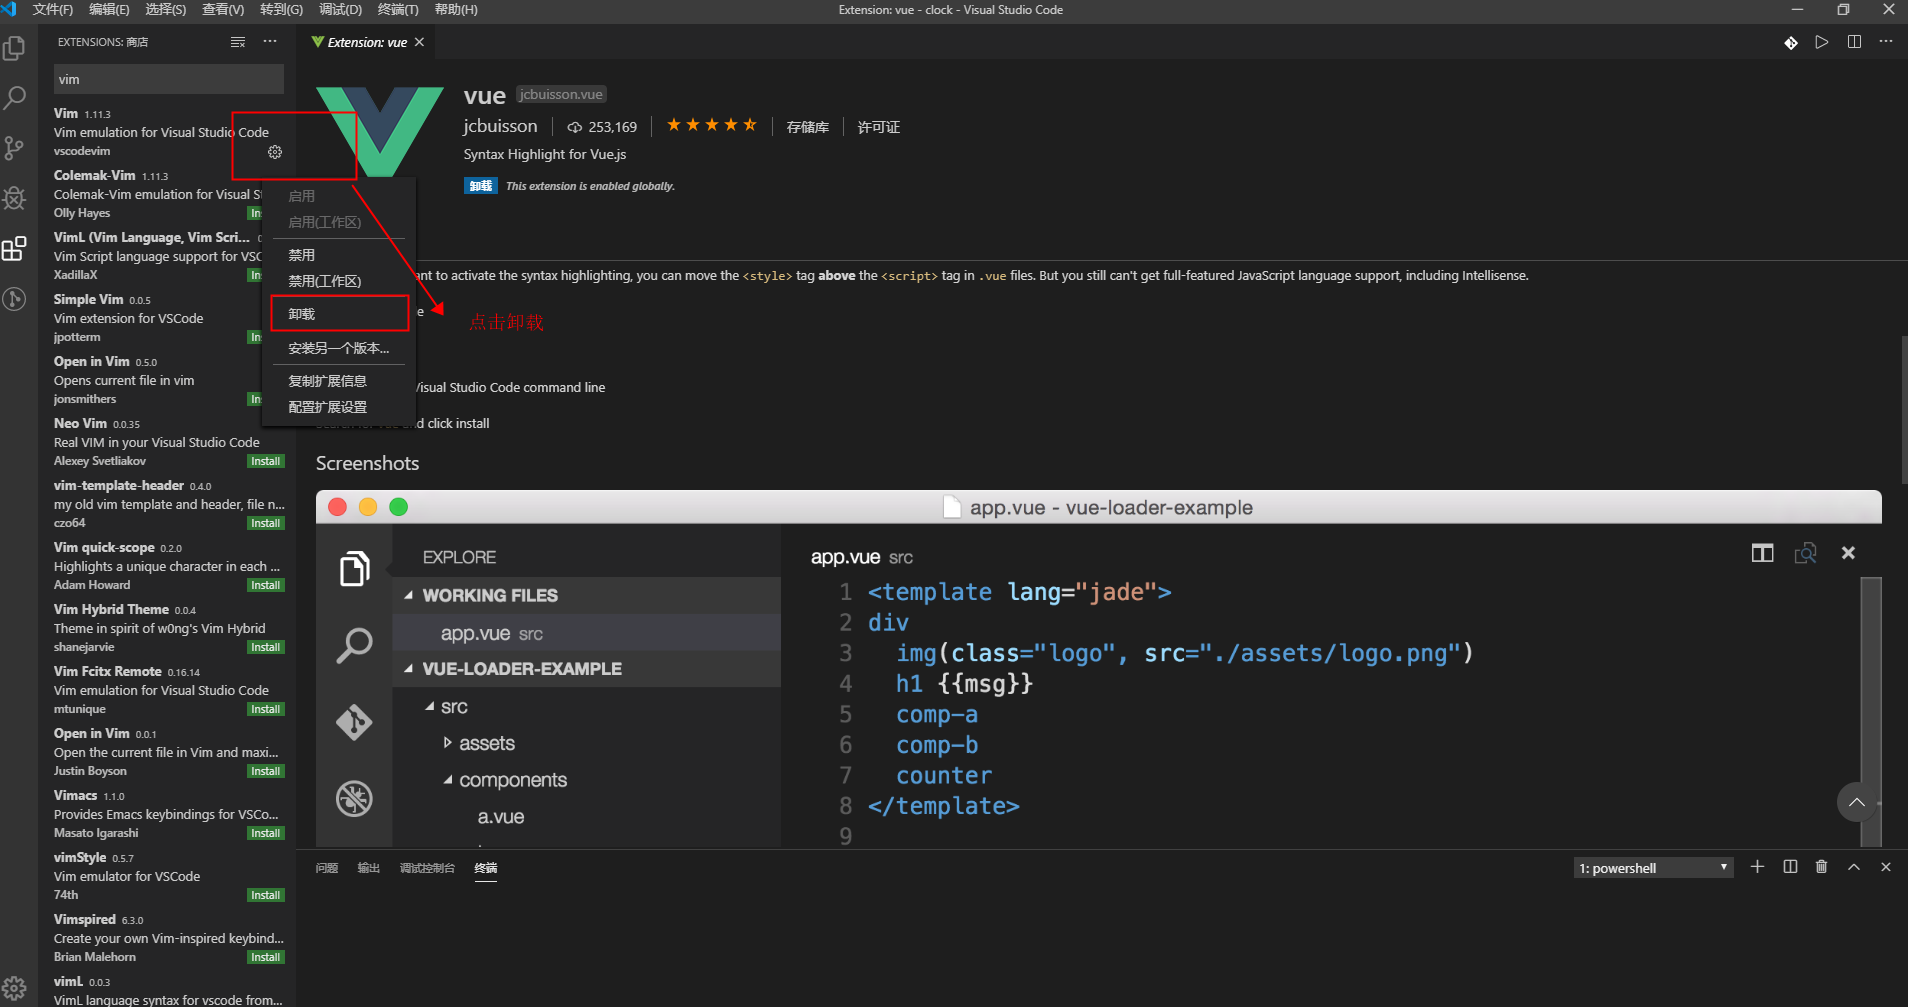 文件(F) 编辑(E) 选择(S) 查看(V) 转到(G) 调试(D) 终端(T) 帮助(H) Extension: vue - clock - Visual Studio Code
EXTENSIONS: 商店
vim
Vim 1.11.3
Vim emulation for Visual Studio Code
vscodevim
Colemak-Vim 1.11.3
Colemak-Vim emulation for Visual S
Olly Hayes In
VimL (Vim Language, Vim Scri...
Vim Script language support for VSC
XadillaX In
Simple Vim 0.0.5
Vim extension for VSCode
jpotterm In
Open in Vim 0.5.0
Opens current file in vim
jonsmithers In
Neo Vim 0.0.35
Real VIM in your Visual Studio Code
Alexey Svetliakov Install
vim-template-header 0.4.0
my old vim template and header, file n...
czo64 Install
Vim quick-scope 0.2.0
Highlights a unique character in each ...
Adam Howard Install
Vim Hybrid Theme 0.0.4
Theme in spirit of w0ng's Vim Hybrid
shanejarvie Install
Vim Fcitx Remote 0.16.14
Vim emulation for Visual Studio Code
mtunique Install
Open in Vim 0.0.1
Open the current file in Vim and maxi...
Justin Boyson Install
Vimacs 1.1.0
Provides Emacs keybindings for VSCo...
Masato Igarashi Install
vimStyle 0.5.7
Vim emulator for VSCode
74th Install
Vimspired 6.3.0
Create your own Vim-inspired keybind...
Brian Malehorn Install
vimL 0.0.3
VimL language syntax for vscode from...
启用
启用(工作区)
禁用
禁用(工作区)
卸载
安装另一个版本...
复制扩展信息
配置扩展设置
点击卸载
Extension: vue
vue jcbuisson.vue
jcbuisson 253,169 存储库 许可证
Syntax Highlight for Vue.js
卸载 This extension is enabled globally.
ant to activate the syntax highlighting, you can move the <style> tag above the <script> tag in .vue files. But you still can't get full-featured JavaScript language support, including Intellisense.
e
Visual Studio Code command line
d click install
Screenshots
app.vue - vue-loader-example
EXPLORE
WORKING FILES
app.vue src
VUE-LOADER-EXAMPLE
src
assets
components
a.vue
app.vue src
1 <template lang="jade">
2 div
3 img(class="logo", src="./assets/logo.png")
4 h1 {{msg}}
5 comp-a
6 comp-b
7 counter
8 </template>
9
问题 输出 调试控制台 终端 1: powershell